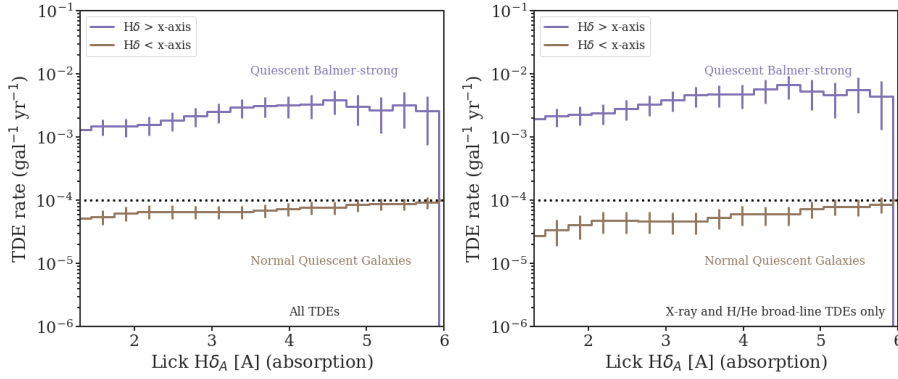 Hδ > x-axis
Hδ < x-axis
Quiescent Balmer-strong
Normal Quiescent Galaxies
All TDEs
TDE rate (gal⁻¹ yr⁻¹)
10⁻¹
10⁻²
10⁻³
10⁻⁴
10⁻⁵
10⁻⁶
2 3 4 5 6
Lick Hδ_A [A] (absorption)
Hδ > x-axis
Hδ < x-axis
Quiescent Balmer-strong
Normal Quiescent Galaxies
X-ray and H/He broad-line TDEs only
TDE rate (gal⁻¹ yr⁻¹)
10⁻¹
10⁻²
10⁻³
10⁻⁴
10⁻⁵
10⁻⁶
2 3 4 5 6
Lick Hδ_A [A] (absorption)